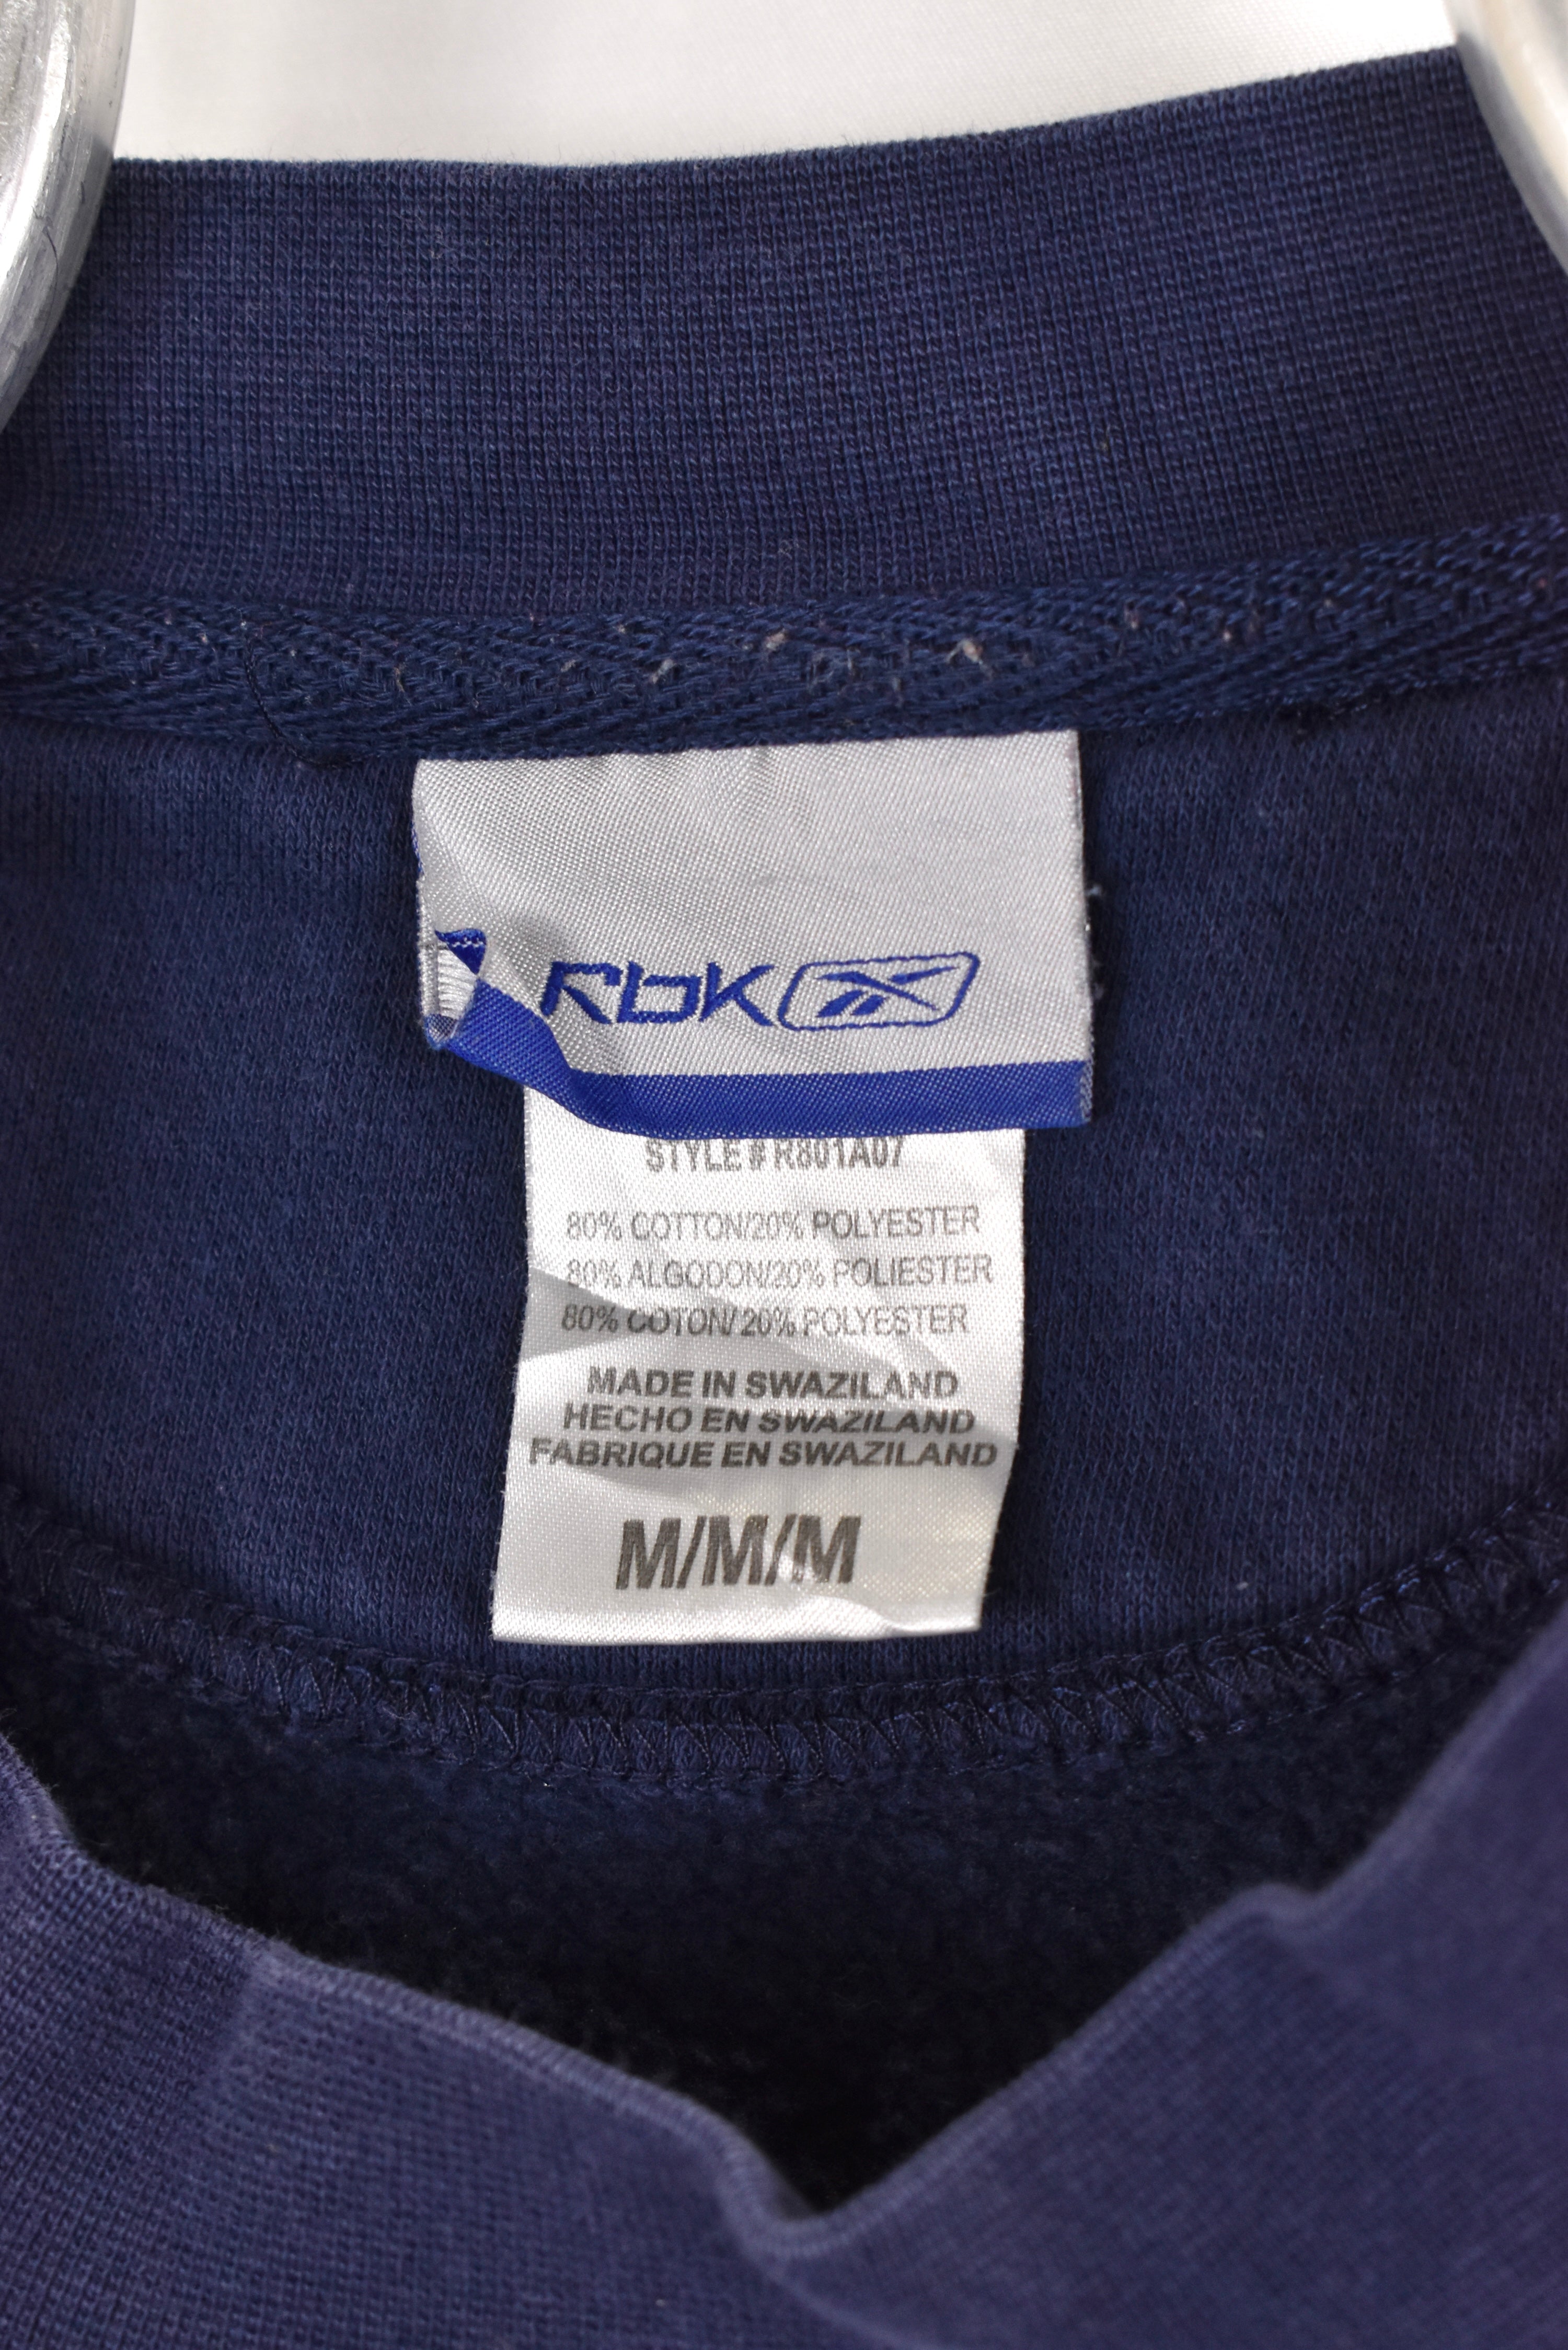 RbK
STYLE # R801A07
80% COTTON/20% POLYESTER
80% ALGODON/20% POLIESTER
80% COTON/ 20% POLYESTER
MADE IN SWAZILAND
HECHO EN SWAZILAND
FABRIQUE EN SWAZILAND
M/M/M